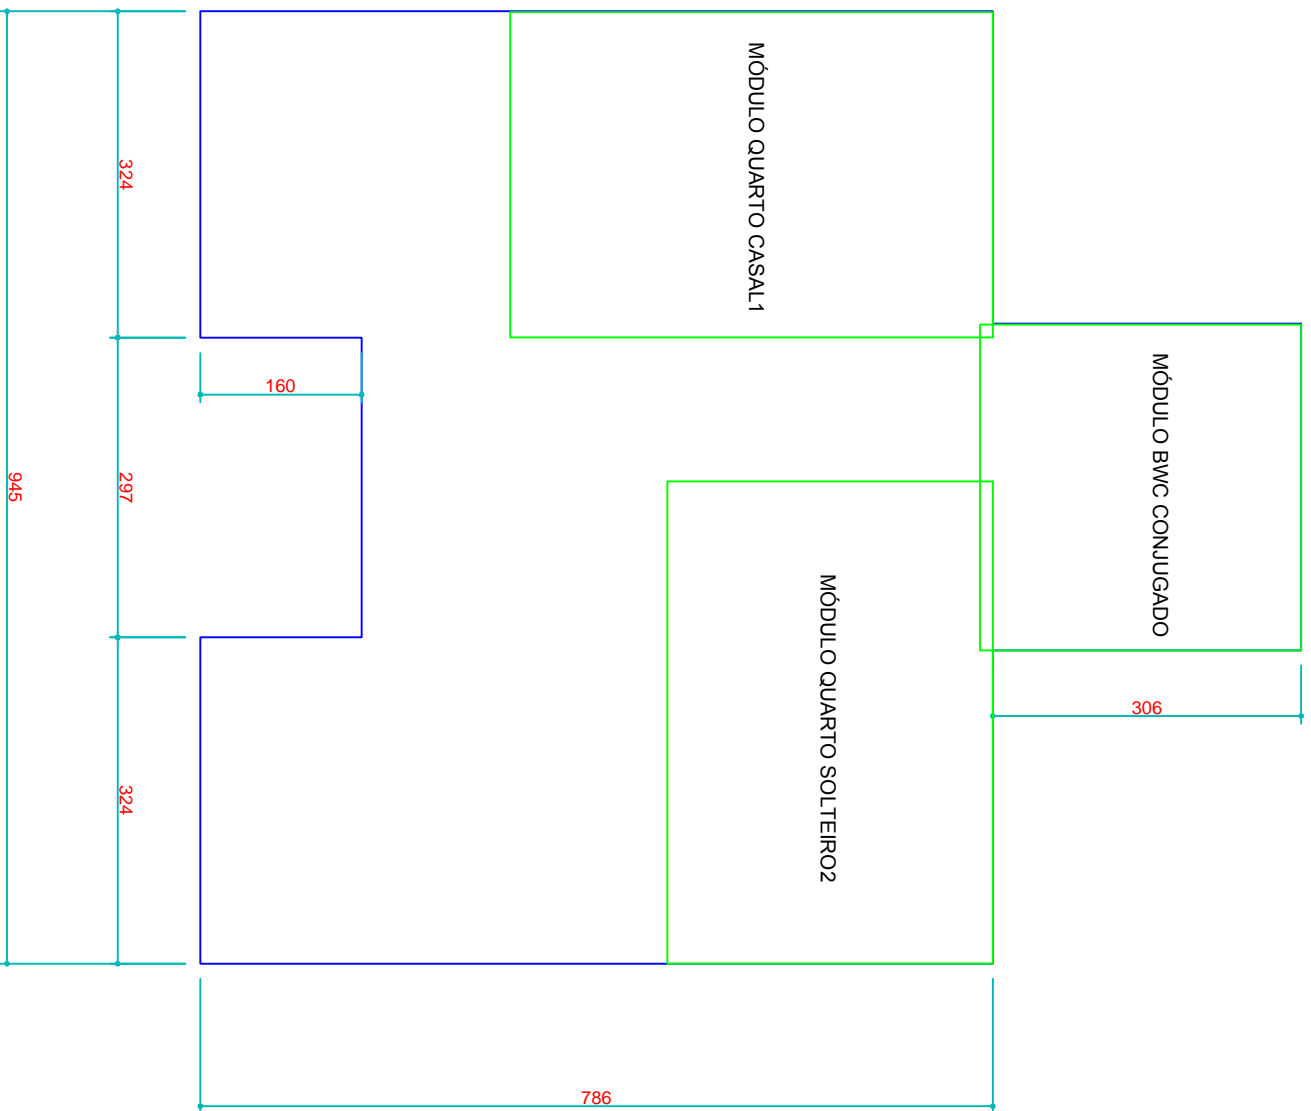 MÓDULO QUARTO CASAL1
MÓDULO BWC CONJUGADO
MÓDULO QUARTO SOLTEIRO2
324
160
297
945
306
324
786